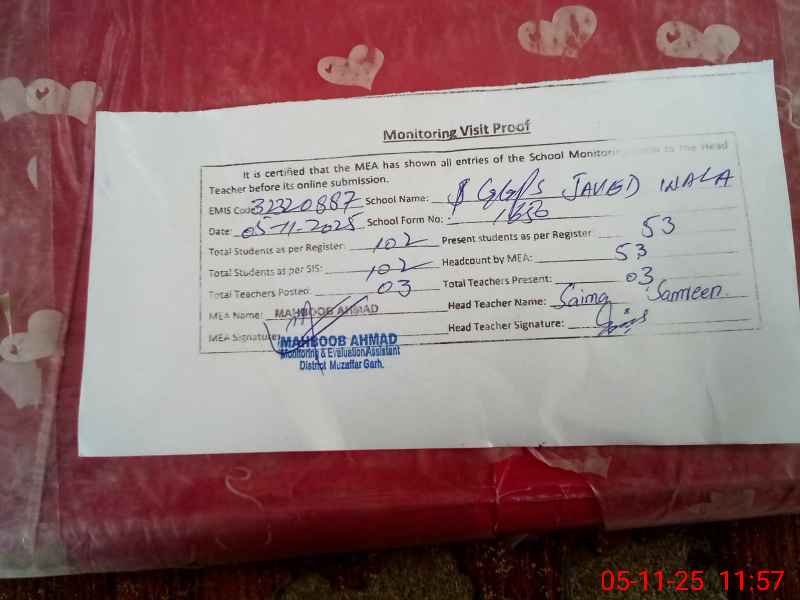 Monitoring Visit Proof
It is certified that the MEA has shown all entries of the School Monitoring to the Head
Teacher before its online submission.
EMIS Code 32320887 School Name: GGPS JAVED WALA
Date: 05-11-2025 School Form No:
Total Students as per Register: 102 Present students as per Register: 53
Total Students as per SIS: 102 Headcount by MEA: 53
Total Teachers Posted: 03 Total Teachers Present: 03
MEA Name: MAHBOOB AHMAD Head Teacher Name: Saima Samreen
MEA Signature: Head Teacher Signature:
MAHBOOB AHMAD
Monitoring & Evaluation Assistant
District Muzaffar Garh.
05-11-25 11:57